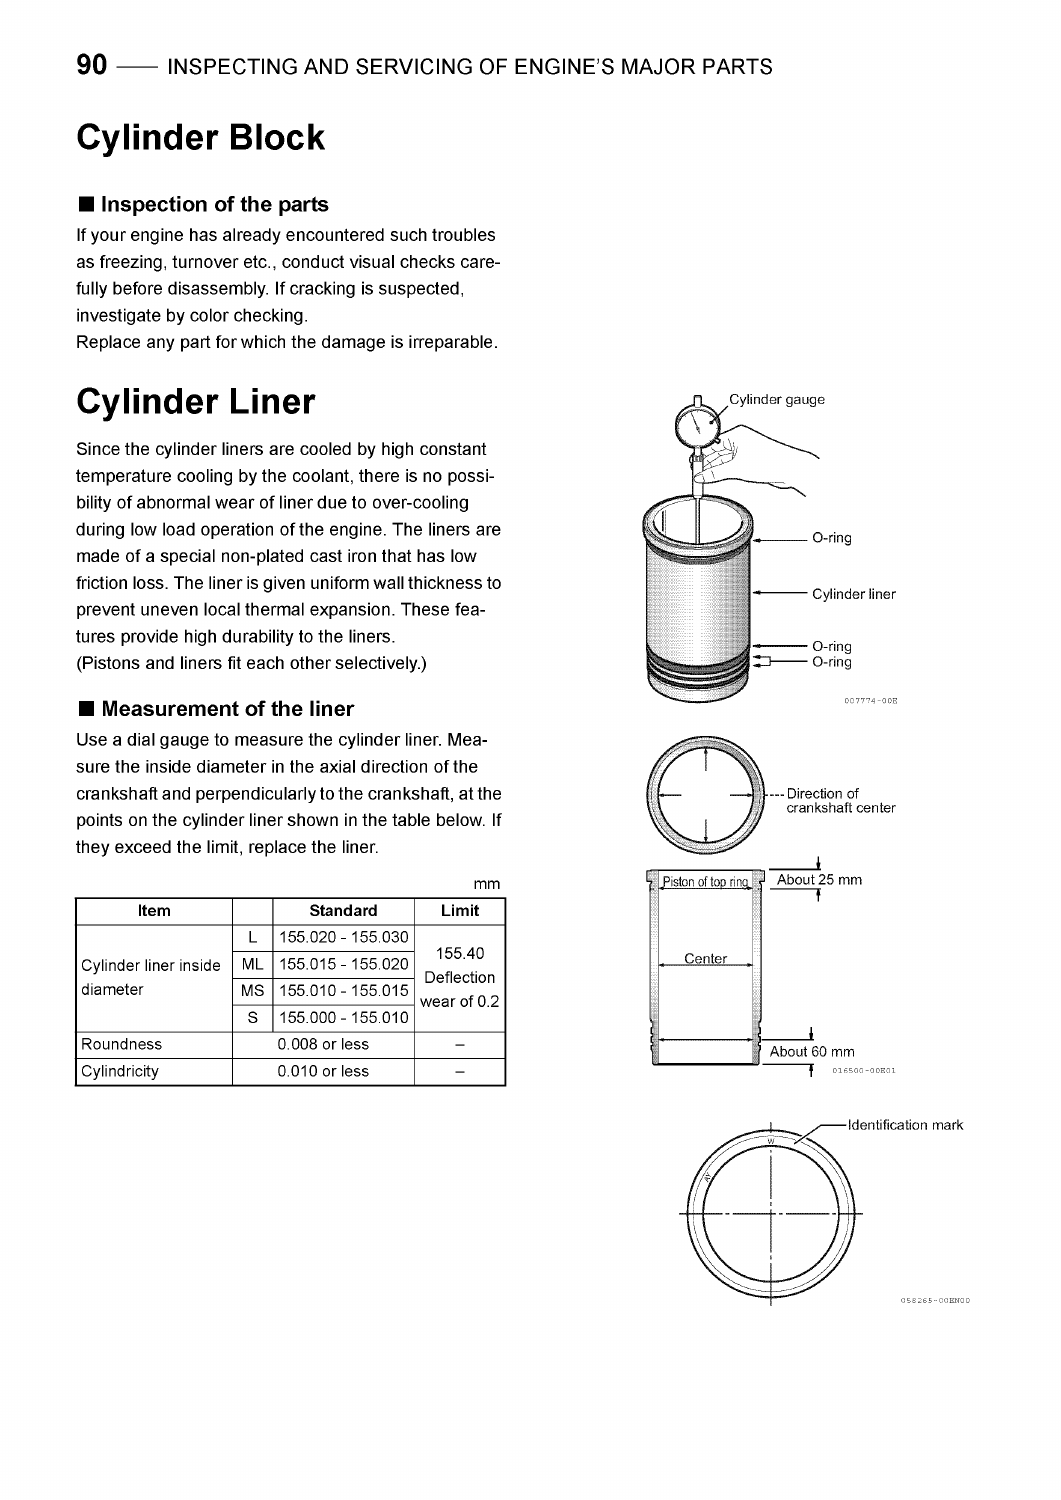 90 — INSPECTING AND SERVICING OF ENGINE'S MAJOR PARTS
Cylinder Block
■ Inspection of the parts
If your engine has already encountered such troubles
as freezing, turnover etc., conduct visual checks care-
fully before disassembly. If cracking is suspected,
investigate by color checking.
Replace any part for which the damage is irreparable.
Cylinder Liner
Since the cylinder liners are cooled by high constant
temperature cooling by the coolant, there is no possi-
bility of abnormal wear of liner due to over-cooling
during low load operation of the engine. The liners are
made of a special non-plated cast iron that has low
friction loss. The liner is given uniform wall thickness to
prevent uneven local thermal expansion. These fea-
tures provide high durability to the liners.
(Pistons and liners fit each other selectively.)
■ Measurement of the liner
Use a dial gauge to measure the cylinder liner. Mea-
sure the inside diameter in the axial direction of the
crankshaft and perpendicularly to the crankshaft, at the
points on the cylinder liner shown in the table below. If
they exceed the limit, replace the liner.
mm
Item Standard Limit
Cylinder liner inside
diameter
L 155.020 - 155.030
ML 155.015 - 155.020
MS 155.010 - 155.015
S 155.000 - 155.010
155.40
Deflection
wear of 0.2
Roundness 0.008 or less –
Cylindricity 0.010 or less –
Cylinder gauge
O-ring
Cylinder liner
O-ring
O-ring
007774-00E
Direction of
crankshaft center
Piston of top ring
About 25 mm
Center
About 60 mm
016500-00E01
Identification mark
W
AY
058265-00EN00